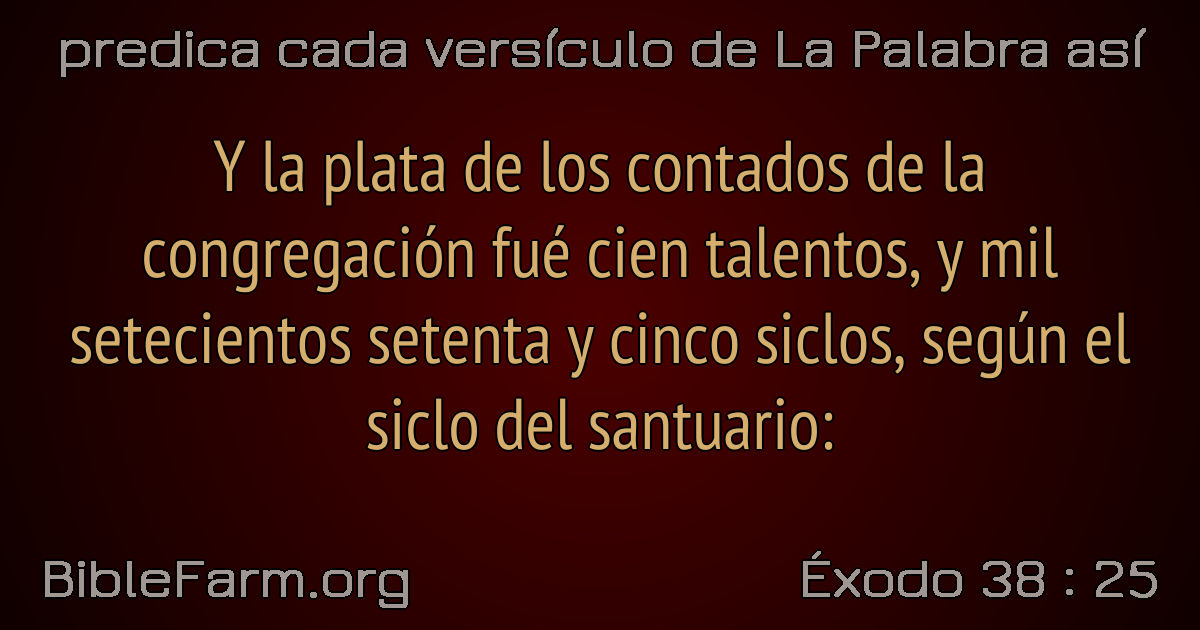 predica cada versículo de La Palabra así
Y la plata de los contados de la
congregación fué cien talentos, y mil
setecientos setenta y cinco siclos, según el
siclo del santuario:
BibleFarm.org
Éxodo 38 : 25